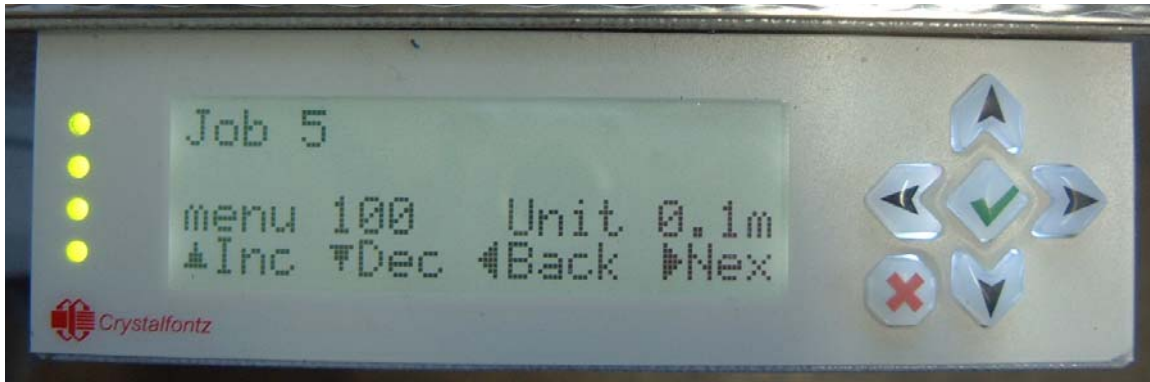 Job 5
menu 100 Unit 0.1m
▲Inc ▼Dec ◀Back ▶Nex
Crystalfontz